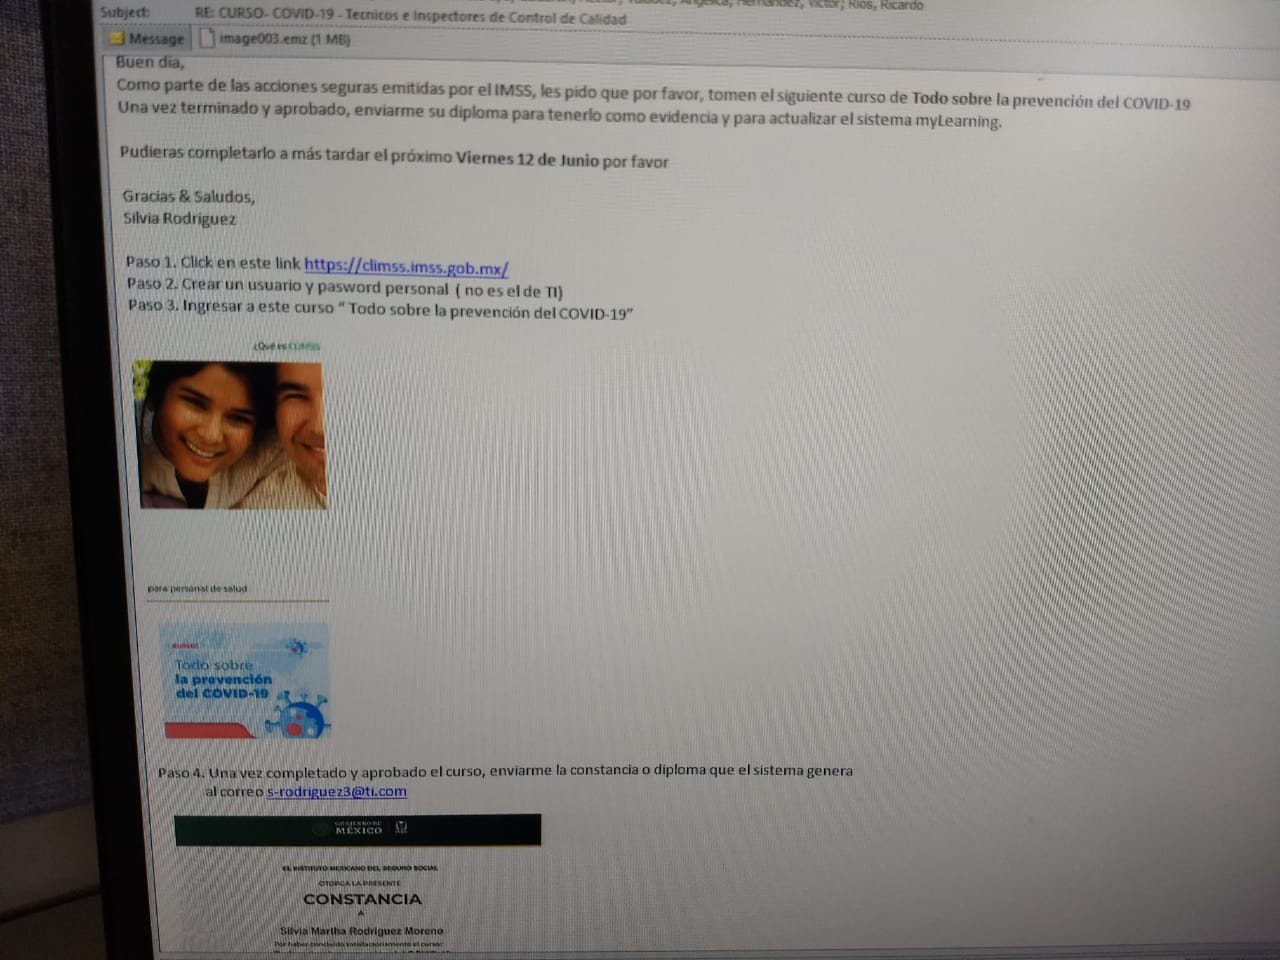 Hernandez, Victor; Rios, Ricardo
Subject: RE: CURSO- COVID-19 - Tecnicos e Inspectores de Control de Calidad
Message image003.emz (1 MB)
Buen dia,
Como parte de las acciones seguras emitidas por el IMSS, les pido que por favor, tomen el siguiente curso de Todo sobre la prevención del COVID-19
Una vez terminado y aprobado, enviarme su diploma para tenerlo como evidencia y para actualizar el sistema myLearning.
Pudieras completarlo a más tardar el próximo Viernes 12 de Junio por favor
Gracias & Saludos,
Silvia Rodriguez
Paso 1. Click en este link https://climss.imss.gob.mx/
Paso 2. Crear un usuario y pasword personal ( no es el de TI)
Paso 3. Ingresar a este curso " Todo sobre la prevención del COVID-19"
¿Qué es CLIMSS
para personal de salud
Todo sobre
la prevención
del COVID-19
Paso 4. Una vez completado y aprobado el curso, enviarme la constancia o diploma que el sistema genera
al correo s-rodriguez3@ti.com
GOBIERNO DE
MÉXICO
EL INSTITUTO MEXICANO DEL SEGURO SOCIAL
OTORGA LA PRESENTE
CONSTANCIA
A
Silvia Martha Rodriguez Moreno
Por haber concluido satisfactoriamente el curso: